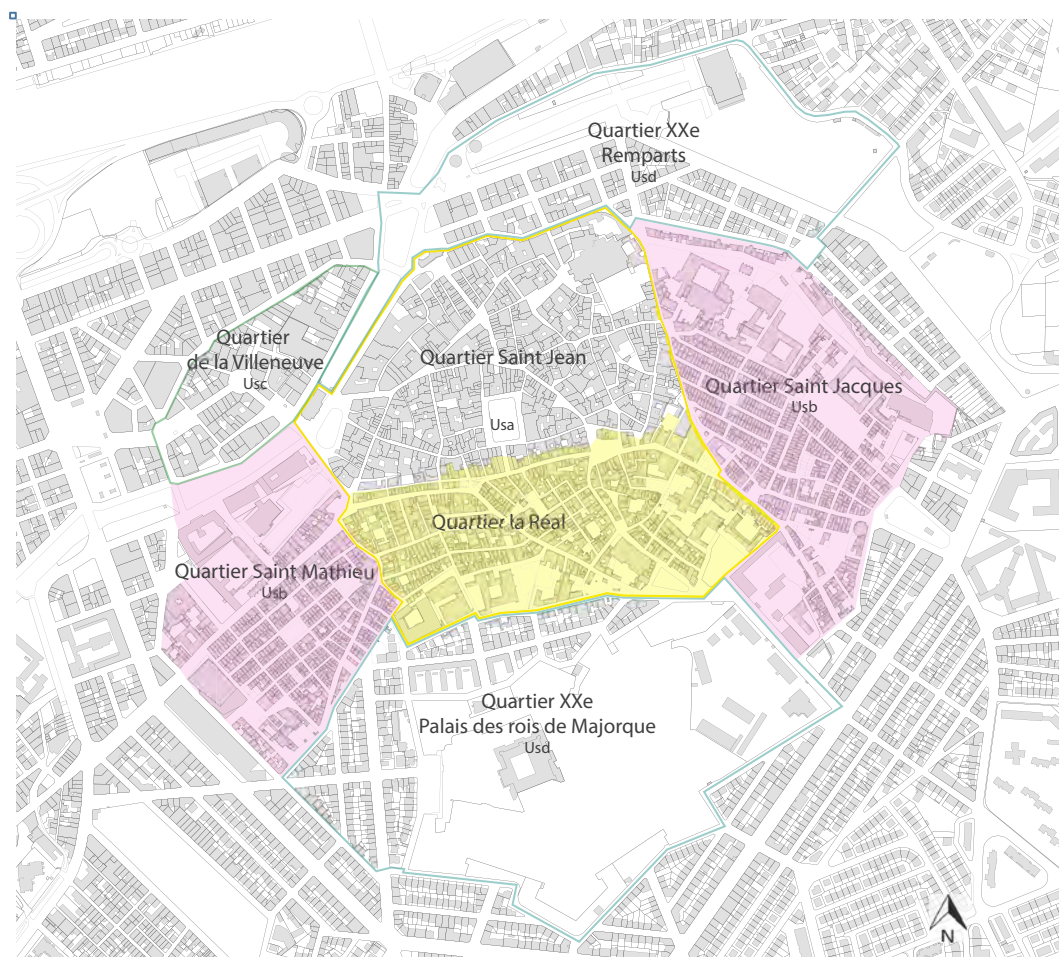 Quartier XXe
Remparts
Usd
Quartier
de la Villeneuve
Usc
Quartier Saint Jean
Usa
Quartier Saint Jacques
Usb
Quartier la Réal
Quartier Saint Mathieu
Usb
Quartier XXe
Palais des rois de Majorque
Usd
N